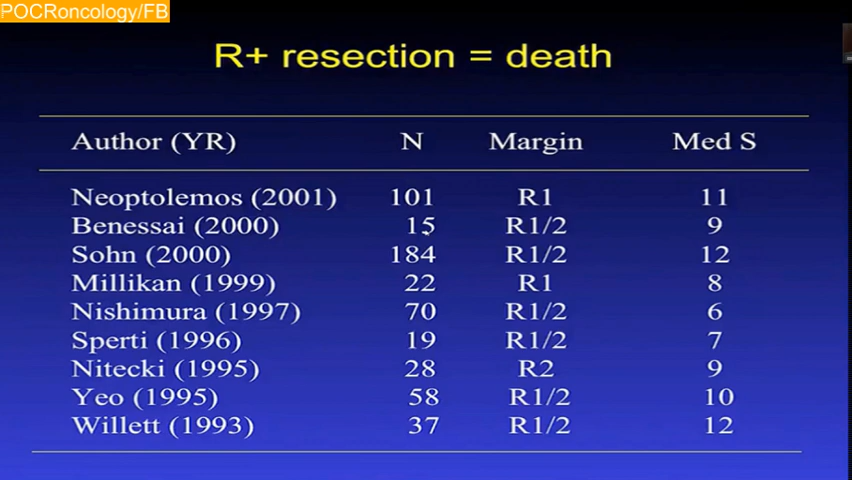 POCRoncology/FB
R+ resection = death
Author (YR) N Margin Med S
Neoptolemos (2001) 101 R1 11
Benessai (2000) 15 R1/2 9
Sohn (2000) 184 R1/2 12
Millikan (1999) 22 R1 8
Nishimura (1997) 70 R1/2 6
Sperti (1996) 19 R1/2 7
Nitecki (1995) 28 R2 9
Yeo (1995) 58 R1/2 10
Willett (1993) 37 R1/2 12